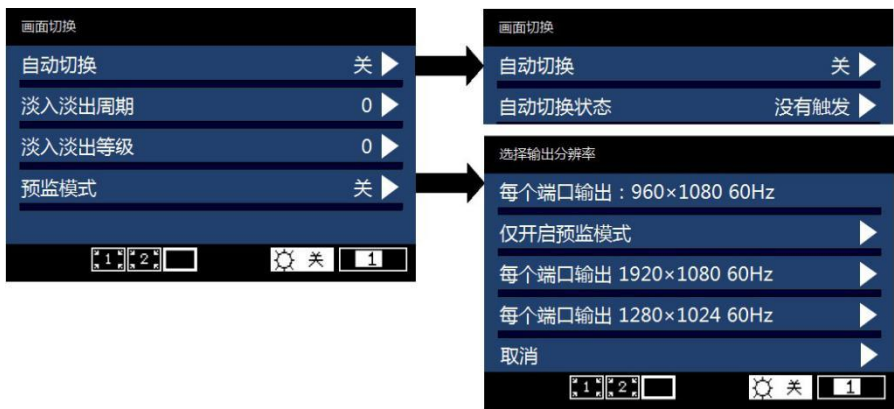 画面切换
自动切换 关
淡入淡出周期 0
淡入淡出等级 0
预监模式 关
1 2 关 1
画面切换
自动切换 关
自动切换状态 没有触发
选择输出分辨率
每个端口输出：960×1080 60Hz
仅开启预监模式
每个端口输出 1920×1080 60Hz
每个端口输出 1280×1024 60Hz
取消
1 2 关 1